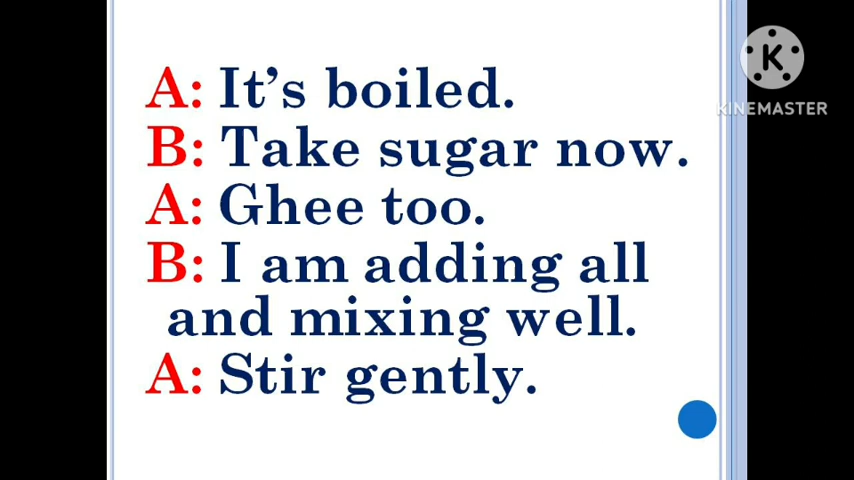 A: It's boiled.
B: Take sugar now.
A: Ghee too.
B: I am adding all
and mixing well.
A: Stir gently.
K
KINEMASTER